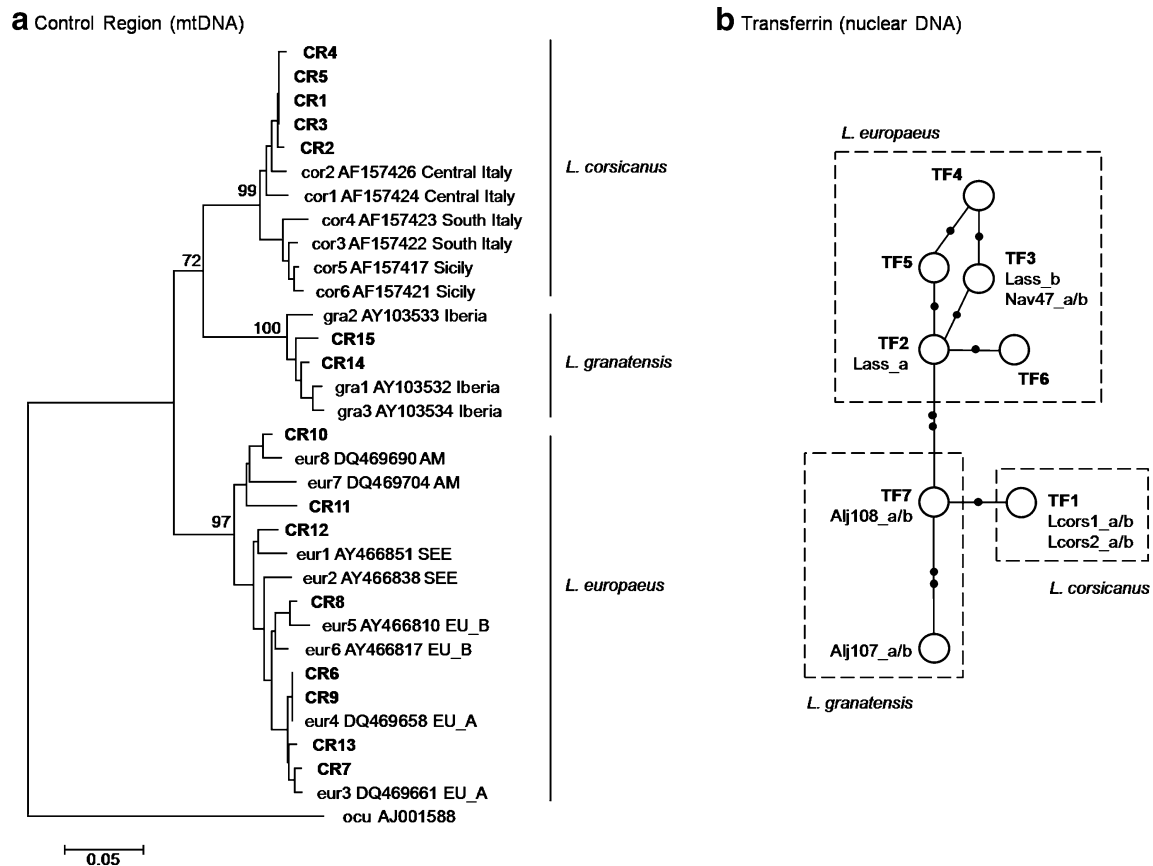 a Control Region (mtDNA)
CR4
CR5
CR1
CR3
CR2
cor2 AF157426 Central Italy
cor1 AF157424 Central Italy
cor4 AF157423 South Italy
cor3 AF157422 South Italy
cor5 AF157417 Sicily
cor6 AF157421 Sicily
gra2 AY103533 Iberia
CR15
CR14
gra1 AY103532 Iberia
gra3 AY103534 Iberia
CR10
eur8 DQ469690 AM
eur7 DQ469704 AM
CR11
CR12
eur1 AY466851 SEE
eur2 AY466838 SEE
CR8
eur5 AY466810 EU_B
eur6 AY466817 EU_B
CR6
CR9
eur4 DQ469658 EU_A
CR13
CR7
eur3 DQ469661 EU_A
ocu AJ001588
99
72
100
97
L. corsicanus
L. granatensis
L. europaeus
0.05
b Transferrin (nuclear DNA)
L. europaeus
TF4
TF5
TF3
Lass_b
Nav47_a/b
TF2
Lass_a
TF6
TF7
Alj108_a/b
TF1
Lcors1_a/b
Lcors2_a/b
L. corsicanus
Alj107_a/b
L. granatensis